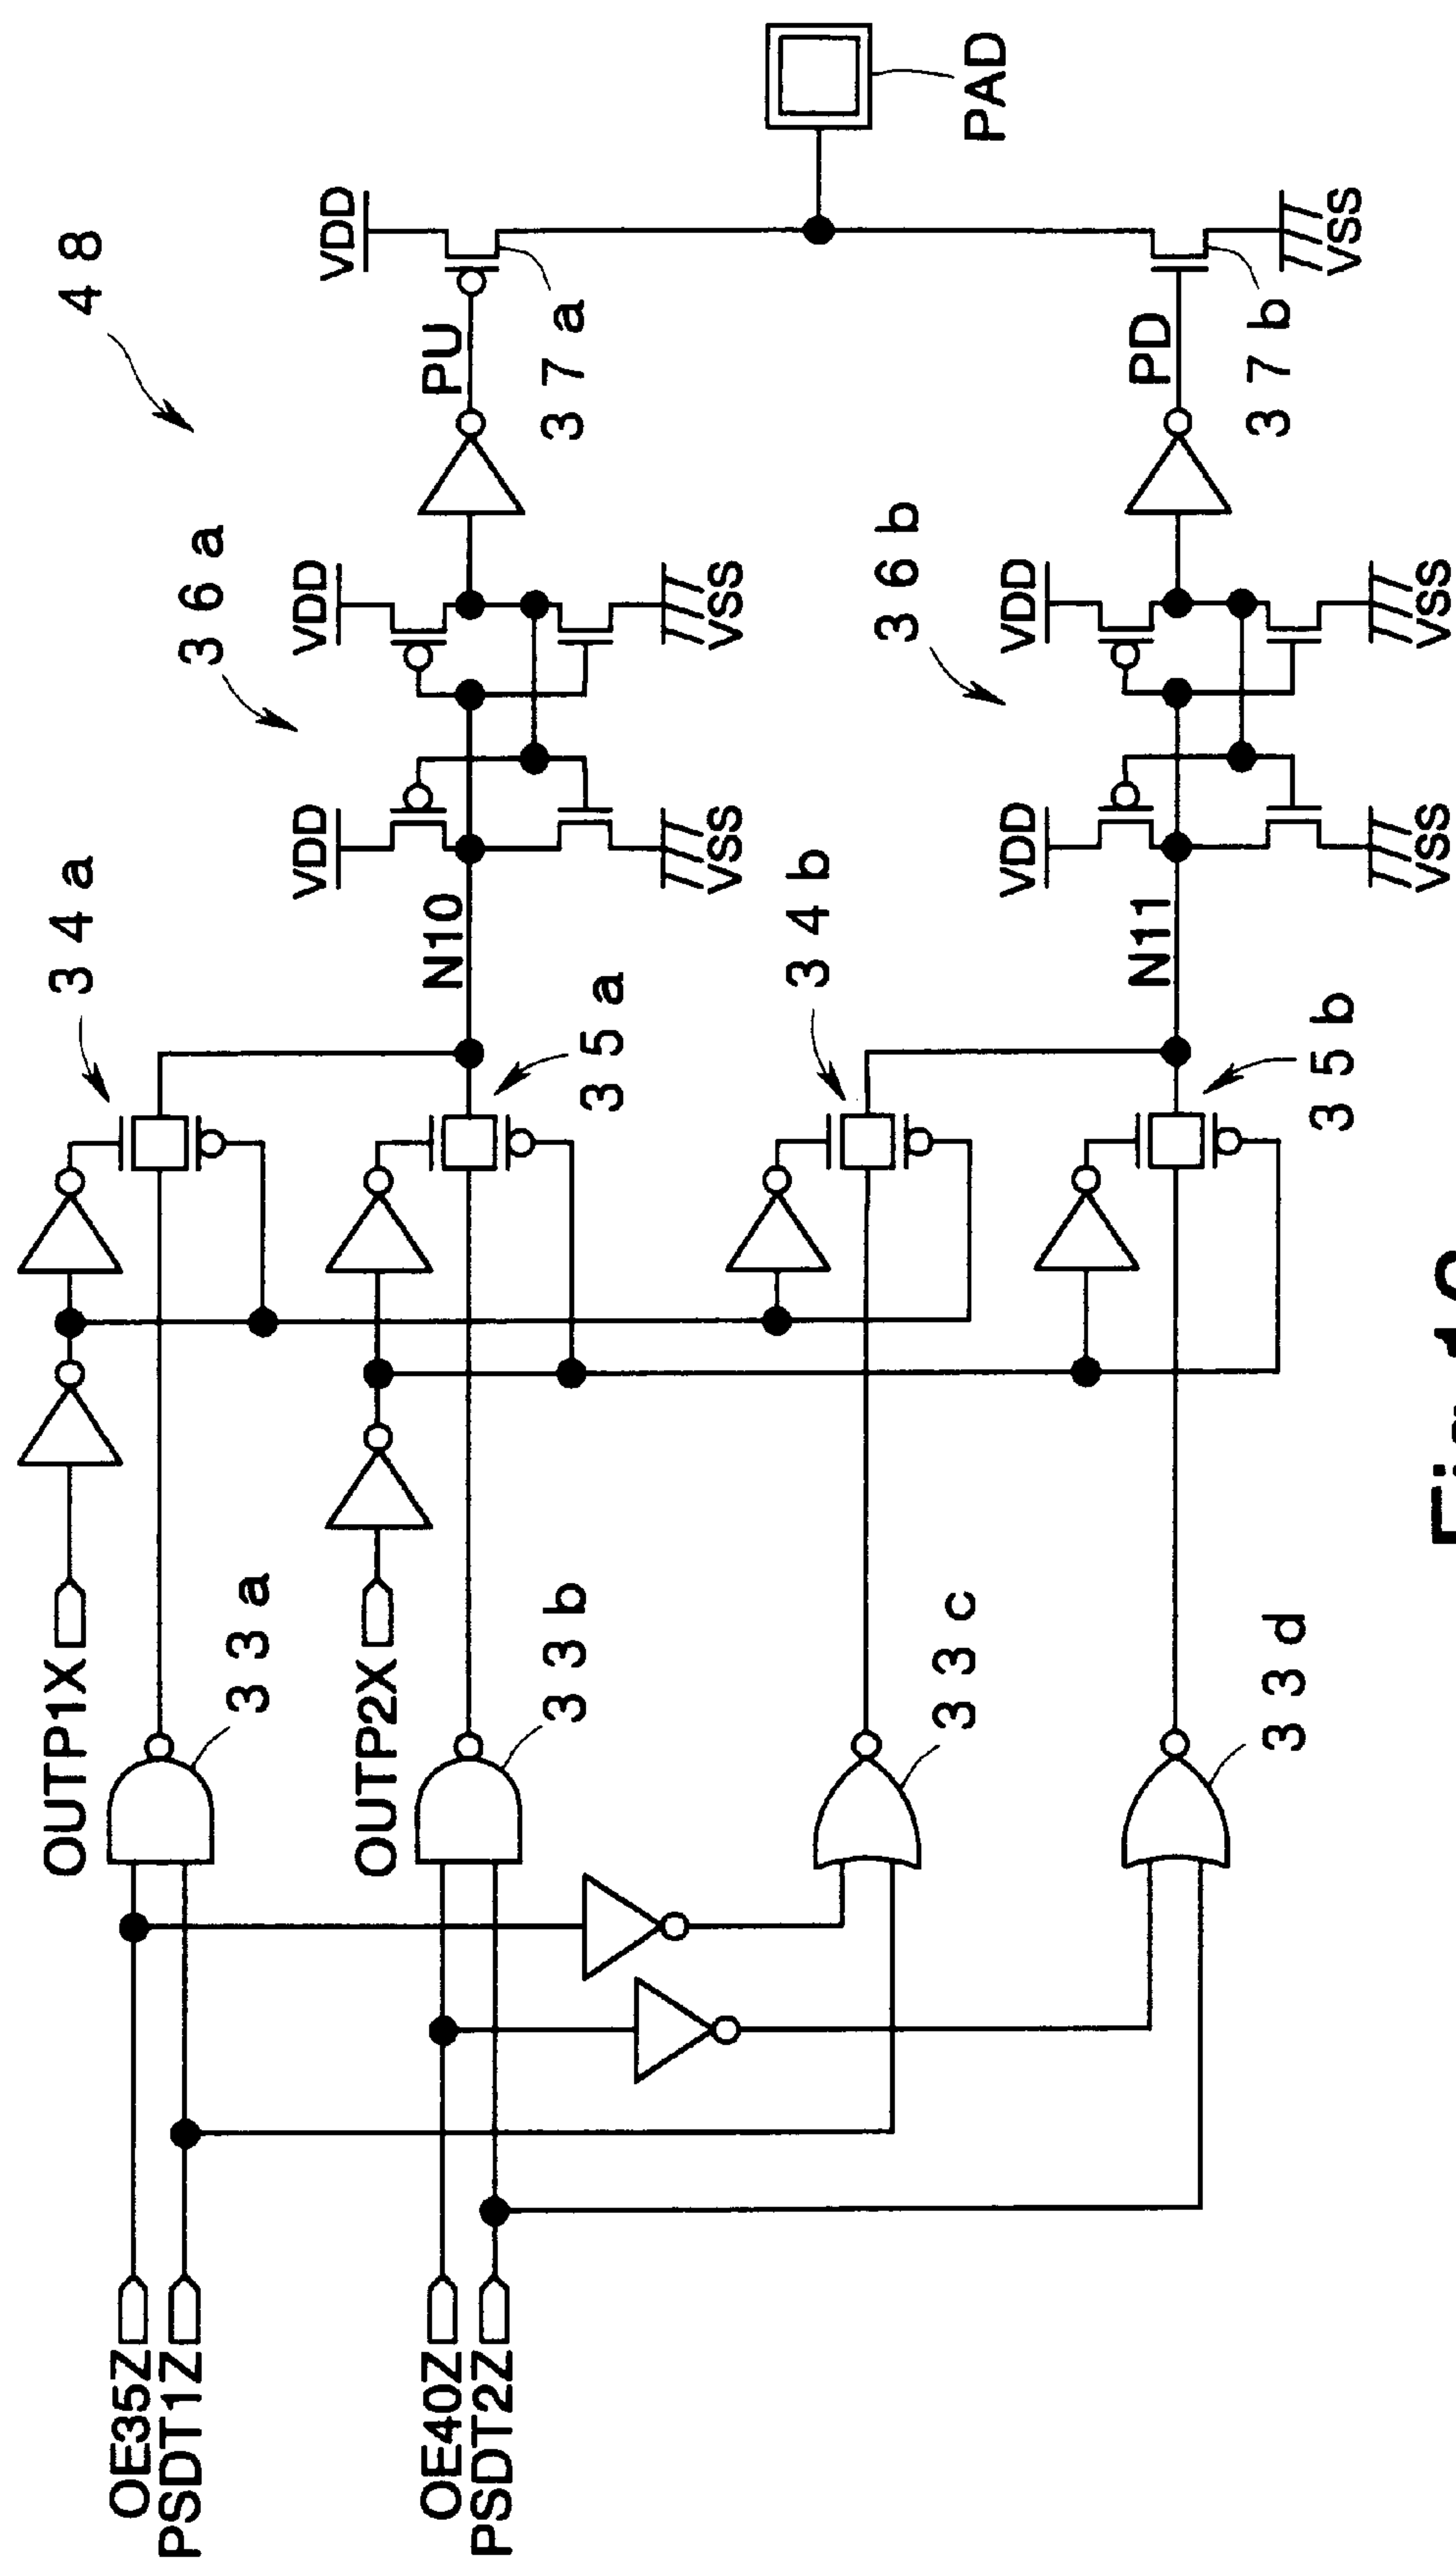 OE35Z
PSDT1Z
OE40Z
PSDT2Z
OUTP1X
33a
OUTP2X
33b
33c
33d
34a
35a
34b
35b
N10
N11
36a
36b
VDD
VSS
VDD
VSS
VDD
VSS
VDD
VSS
PU
PD
37a
37b
VDD
VSS
48
PAD